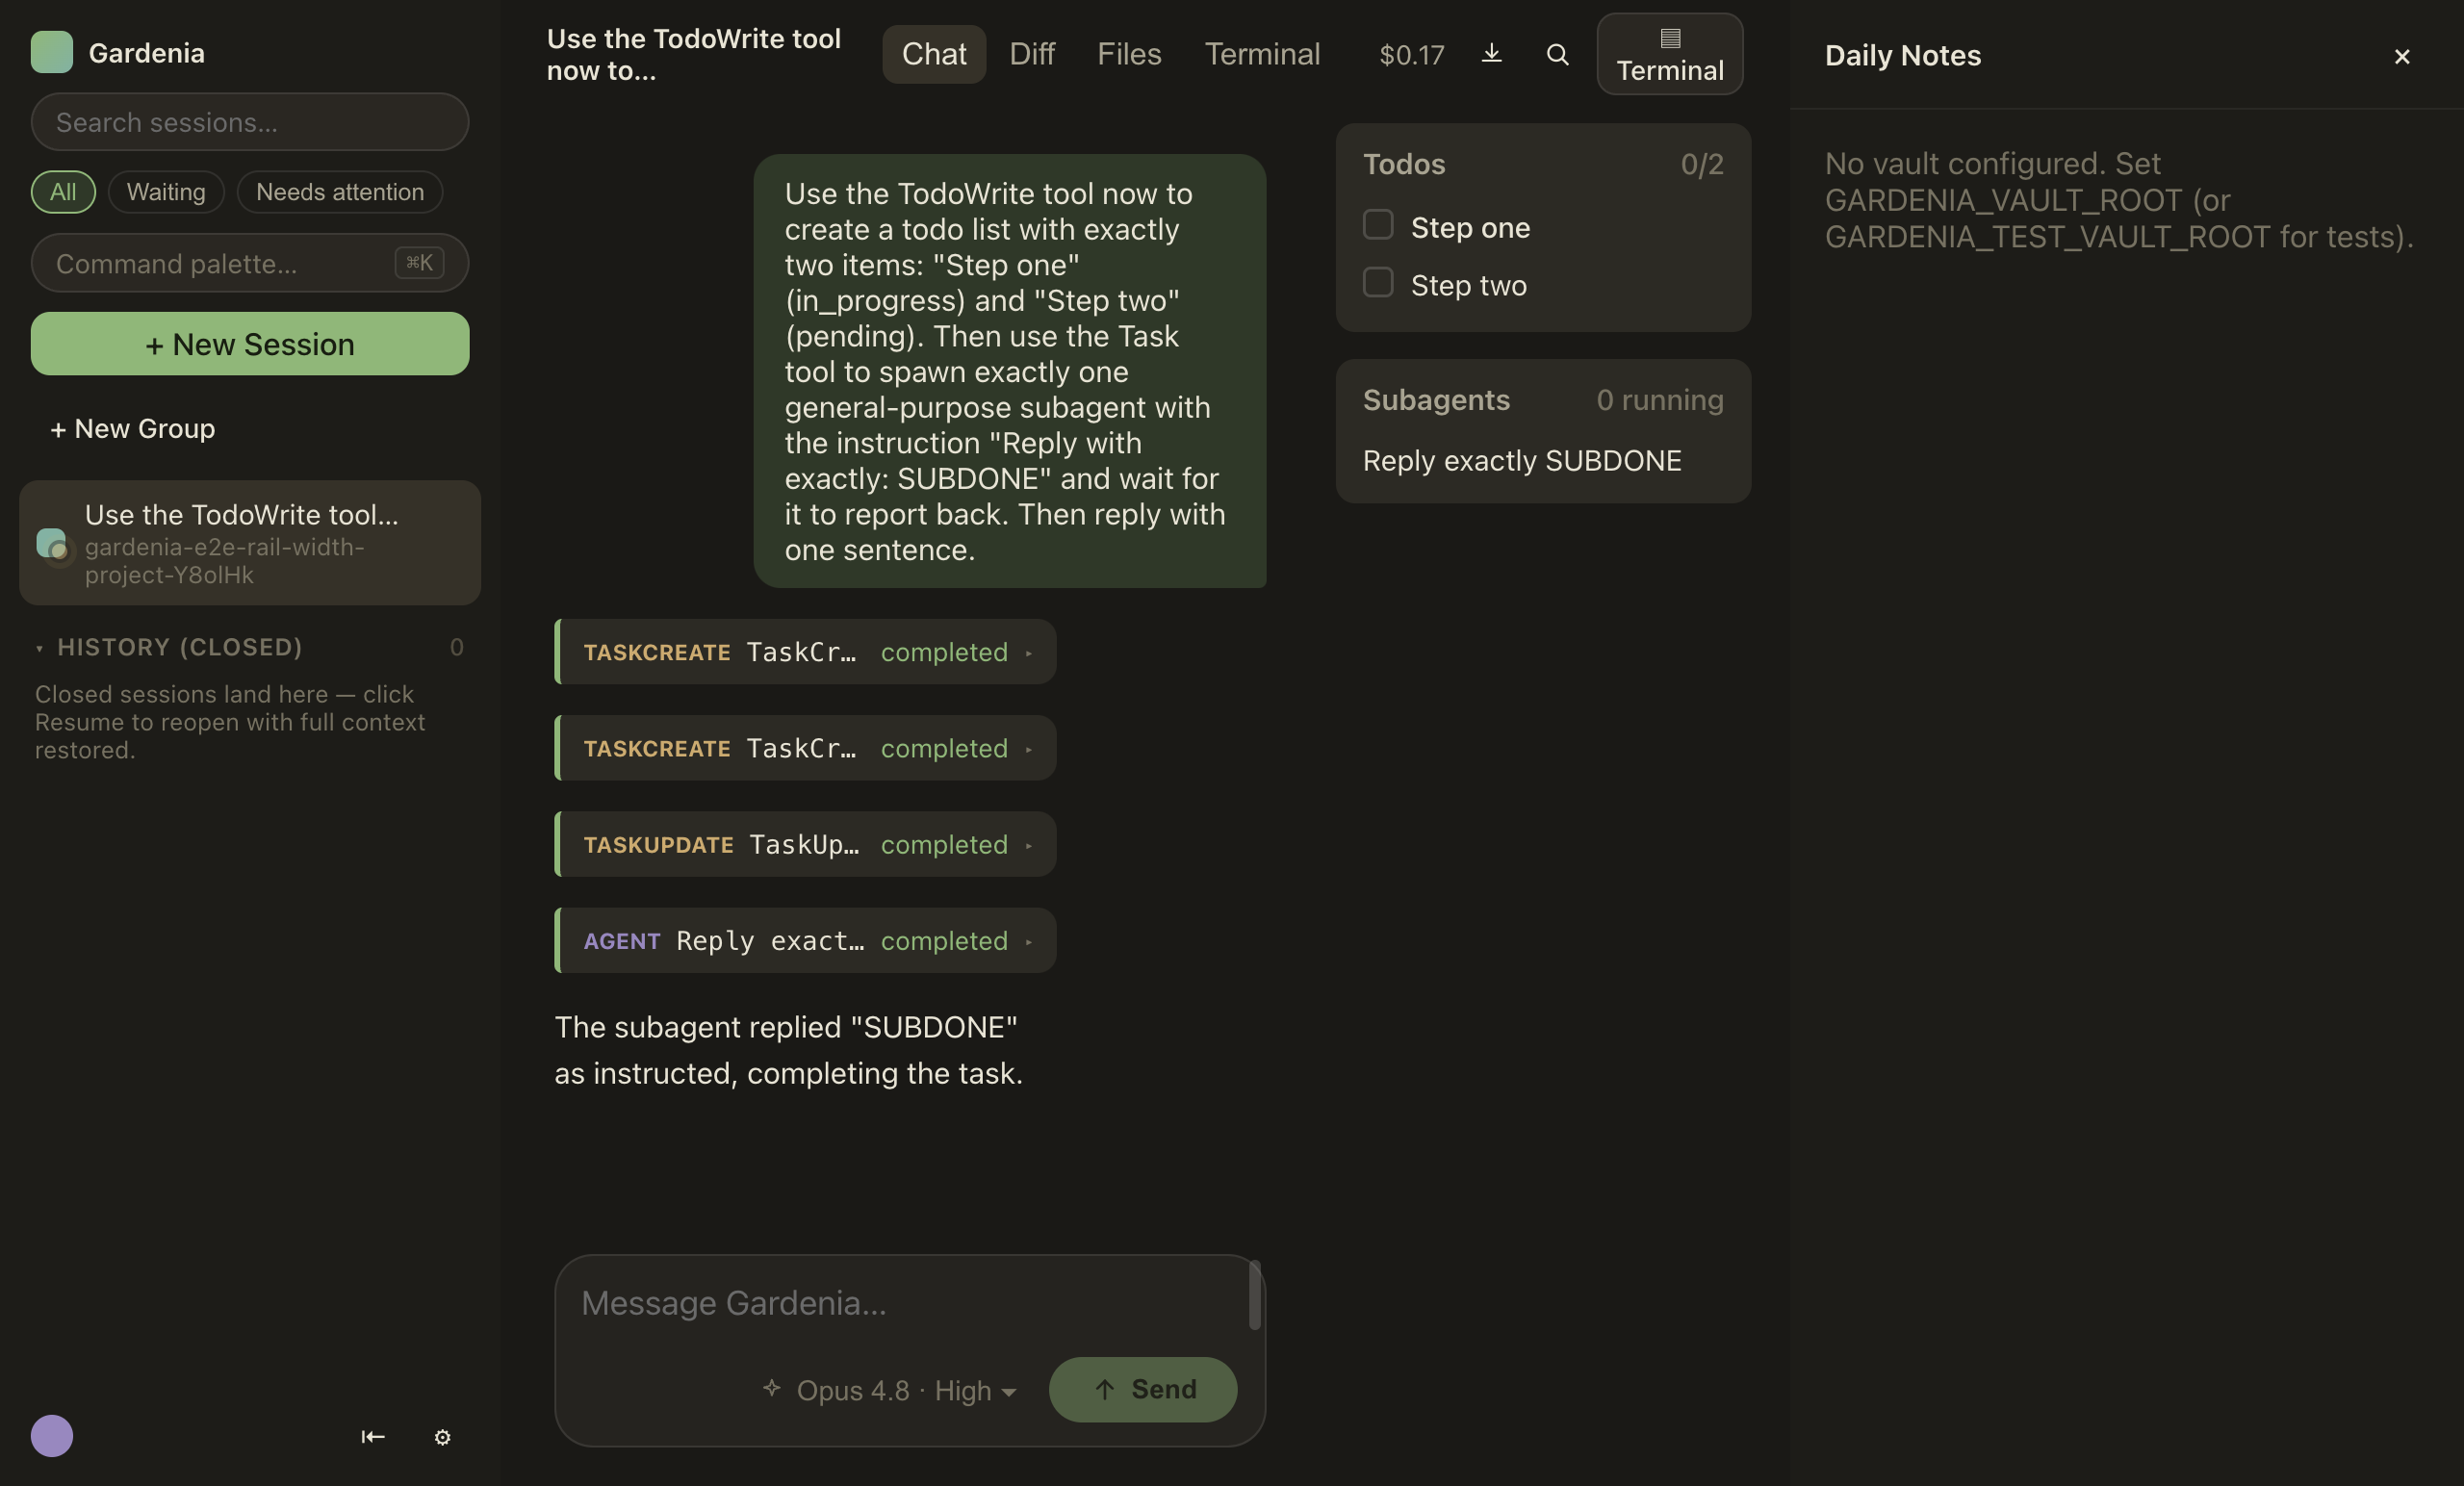 Gardenia
Search sessions...
All
Waiting
Needs attention
Command palette...
⌘K
+ New Session
+ New Group
Use the TodoWrite tool...
gardenia-e2e-rail-width-
project-Y8olHk
HISTORY (CLOSED)
0
Closed sessions land here — click
Resume to reopen with full context
restored.
Use the TodoWrite tool
now to...
Chat
Diff
Files
Terminal
$0.17
Terminal
Use the TodoWrite tool now to
create a todo list with exactly
two items: "Step one"
(in_progress) and "Step two"
(pending). Then use the Task
tool to spawn exactly one
general-purpose subagent with
the instruction "Reply with
exactly: SUBDONE" and wait for
it to report back. Then reply with
one sentence.
TASKCREATE TaskCr… completed
TASKCREATE TaskCr… completed
TASKUPDATE TaskUp… completed
AGENT Reply exact… completed
The subagent replied "SUBDONE"
as instructed, completing the task.
Message Gardenia...
Opus 4.8 · High
Send
Todos
0/2
Step one
Step two
Subagents
0 running
Reply exactly SUBDONE
Daily Notes
No vault configured. Set
GARDENIA_VAULT_ROOT (or
GARDENIA_TEST_VAULT_ROOT for tests).